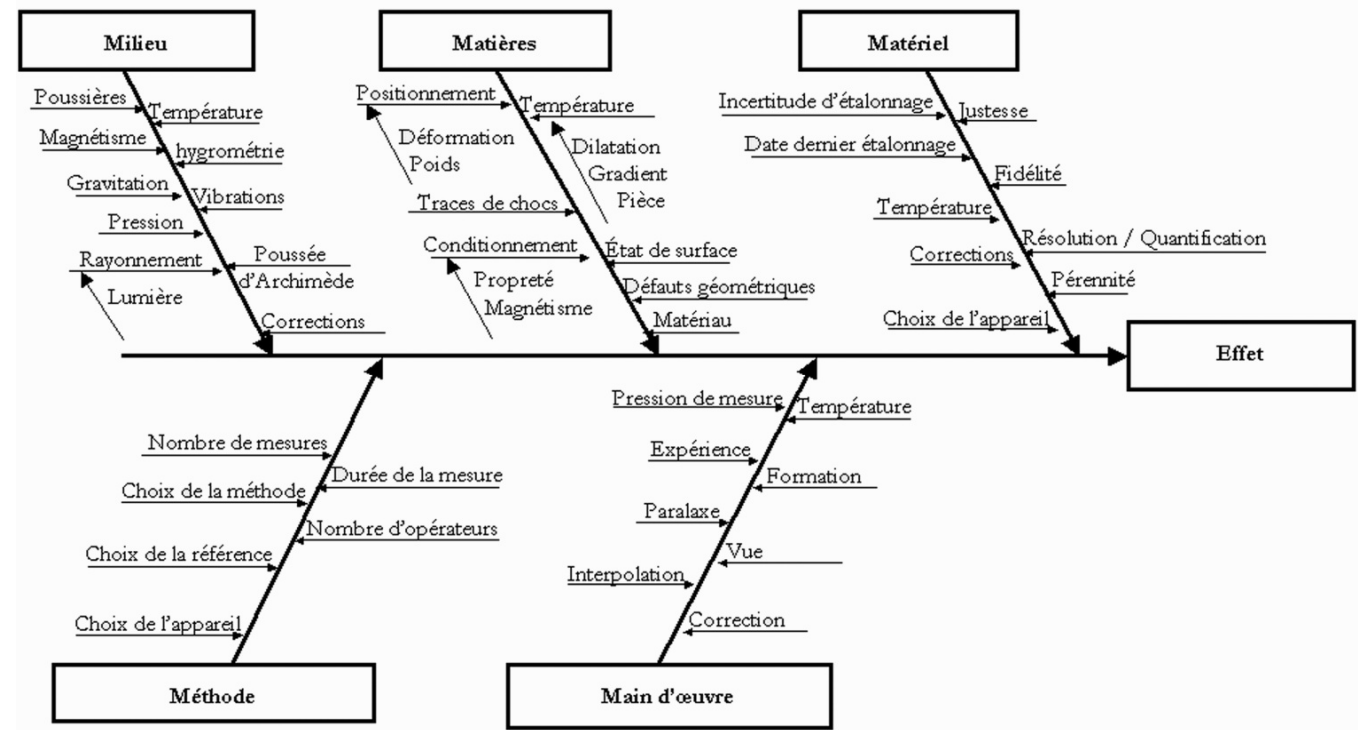 Milieu
Poussières
Température
Magnétisme
hygrométrie
Gravitation
Vibrations
Pression
Poussée
d'Archimède
Rayonnement
Lumière
Corrections
Matières
Positionnement
Température
Déformation
Poids
Dilatation
Gradient
Pièce
Traces de chocs
Conditionnement
État de surface
Propreté
Magnétisme
Défauts géométriques
Matériau
Matériel
Incertitude d'étalonnage
Justesse
Date dernier étalonnage
Fidélité
Température
Résolution / Quantification
Corrections
Pérennité
Choix de l'appareil
Effet
Nombre de mesures
Durée de la mesure
Choix de la méthode
Nombre d'opérateurs
Choix de la référence
Choix de l'appareil
Méthode
Pression de mesure
Température
Expérience
Formation
Paralaxe
Vue
Interpolation
Correction
Main d'œuvre